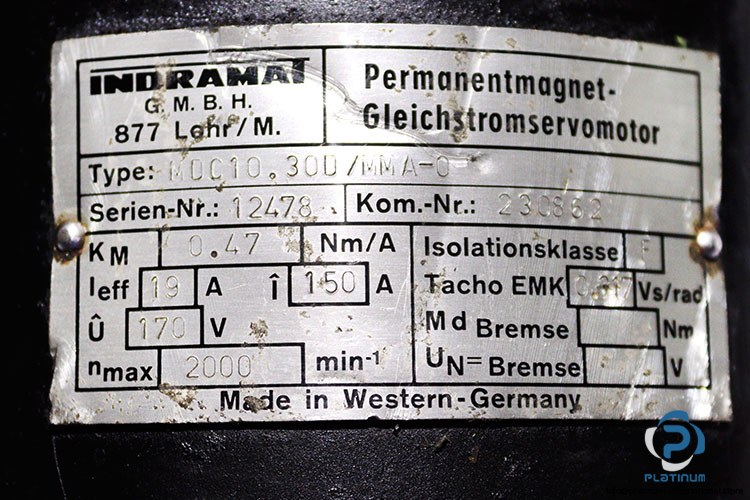 INDRAMAT
G.M.B.H.
877 Lohr/M.
Permanentmagnet-
Gleichstromservomotor
Type: MDC10.30D/MMA-0
Serien-Nr.: 12478 Kom.-Nr.: 230862
KM 0.47 Nm/A
Ieff 19 A î 150 A
Û 170 V
nmax 2000 min-1
Isolationsklasse F
Tacho EMK 0.317 Vs/rad
Md Bremse Nm
UN= Bremse V
Made in Western-Germany
PLATINUM